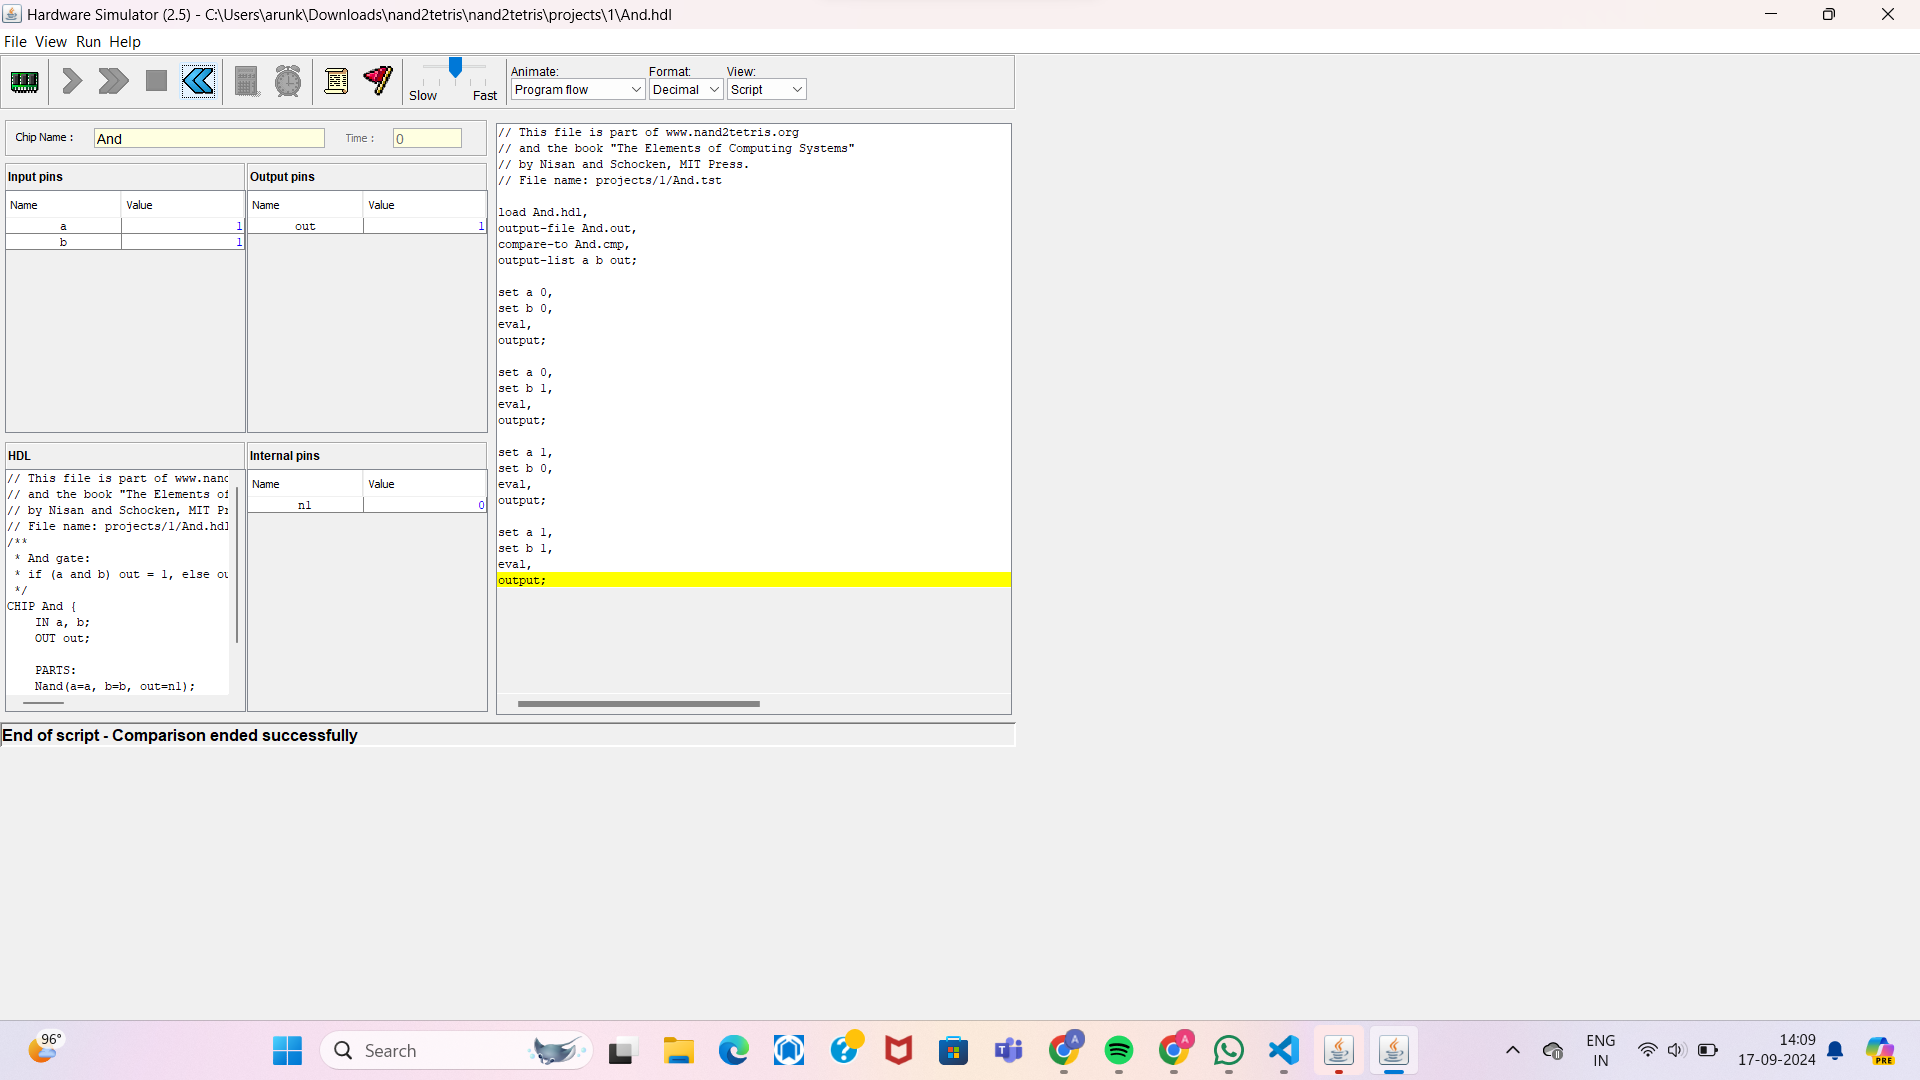 Hardware Simulator (2.5) - C:\Users\arunk\Downloads\nand2tetris\nand2tetris\projects\1\And.hdl
File View Run Help
Slow Fast
Animate: Format: View:
Program flow Decimal Script
Chip Name : And Time : 0
Input pins
Name Value
a 1
b 1
Output pins
Name Value
out 1
HDL
// This file is part of www.nand
// and the book "The Elements of
// by Nisan and Schocken, MIT Pr
// File name: projects/1/And.hdl
/**
* And gate:
* if (a and b) out = 1, else ou
*/
CHIP And {
IN a, b;
OUT out;
PARTS:
Nand(a=a, b=b, out=n1);
Internal pins
Name Value
n1 0
// This file is part of www.nand2tetris.org
// and the book "The Elements of Computing Systems"
// by Nisan and Schocken, MIT Press.
// File name: projects/1/And.tst
load And.hdl,
output-file And.out,
compare-to And.cmp,
output-list a b out;
set a 0,
set b 0,
eval,
output;
set a 0,
set b 1,
eval,
output;
set a 1,
set b 0,
eval,
output;
set a 1,
set b 1,
eval,
output;
End of script - Comparison ended successfully
96°
Search
A
A
ENG
IN
14:09
17-09-2024
PRE